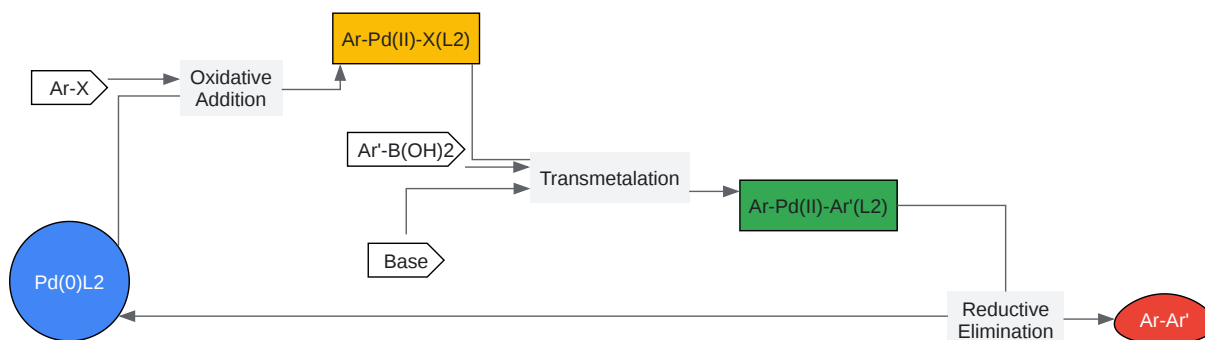 Ar-Pd(II)-X(L2)
Ar-X
Oxidative
Addition
Ar'-B(OH)2
Transmetalation
Ar-Pd(II)-Ar'(L2)
Base
Pd(0)L2
Reductive
Elimination
Ar-Ar'